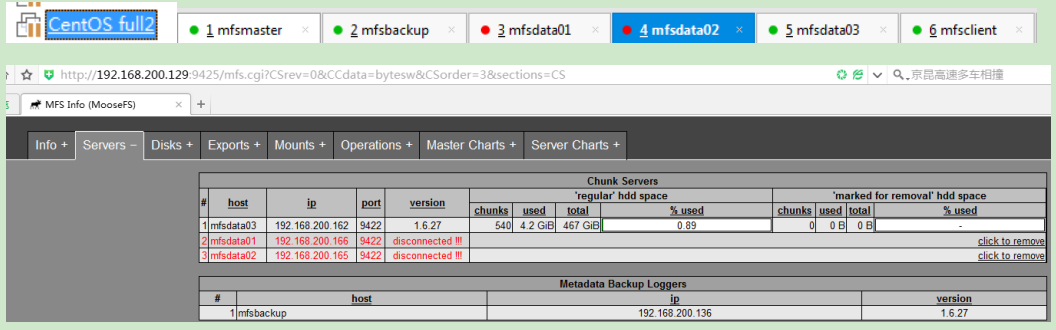 CentOS full2
1 mfsmaster × 2 mfsbackup × 3 mfsdata01 × 4 mfsdata02 × 5 mfsdata03 × 6 mfsclient ×
http://192.168.200.129:9425/mfs.cgi?CSrev=0&CCdata=bytesw&CSorder=3&sections=CS 京昆高速多车相撞
MFS Info (MooseFS) × +
Info + Servers − Disks + Exports + Mounts + Operations + Master Charts + Server Charts +
Chunk Servers
# host ip port version 'regular' hdd space 'marked for removal' hdd space
chunks used total % used chunks used total % used
1 mfsdata03 192.168.200.162 9422 1.6.27 540 4.2 GiB 467 GiB 0.89 0 0 B 0 B -
2 mfsdata01 192.168.200.166 9422 disconnected !!! click to remove
3 mfsdata02 192.168.200.165 9422 disconnected !!! click to remove
Metadata Backup Loggers
# host ip version
1 mfsbackup 192.168.200.136 1.6.27